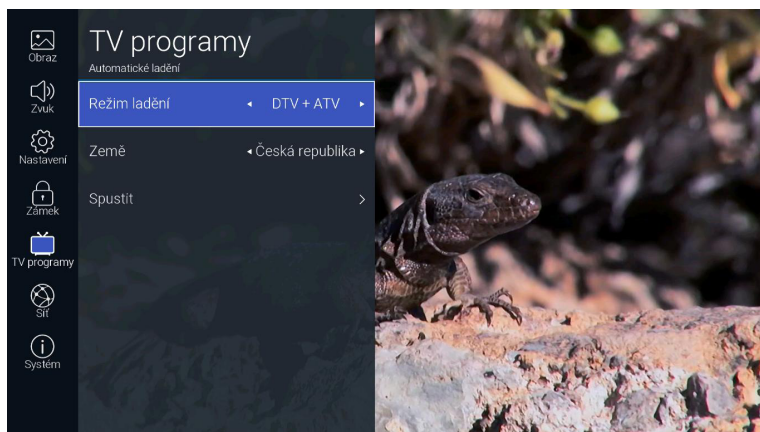 Obraz
Zvuk
Nastavení
Zámek
TV programy
Síť
Systém
TV programy
Automatické ladění
Režim ladění DTV + ATV
Země Česká republika
Spustit